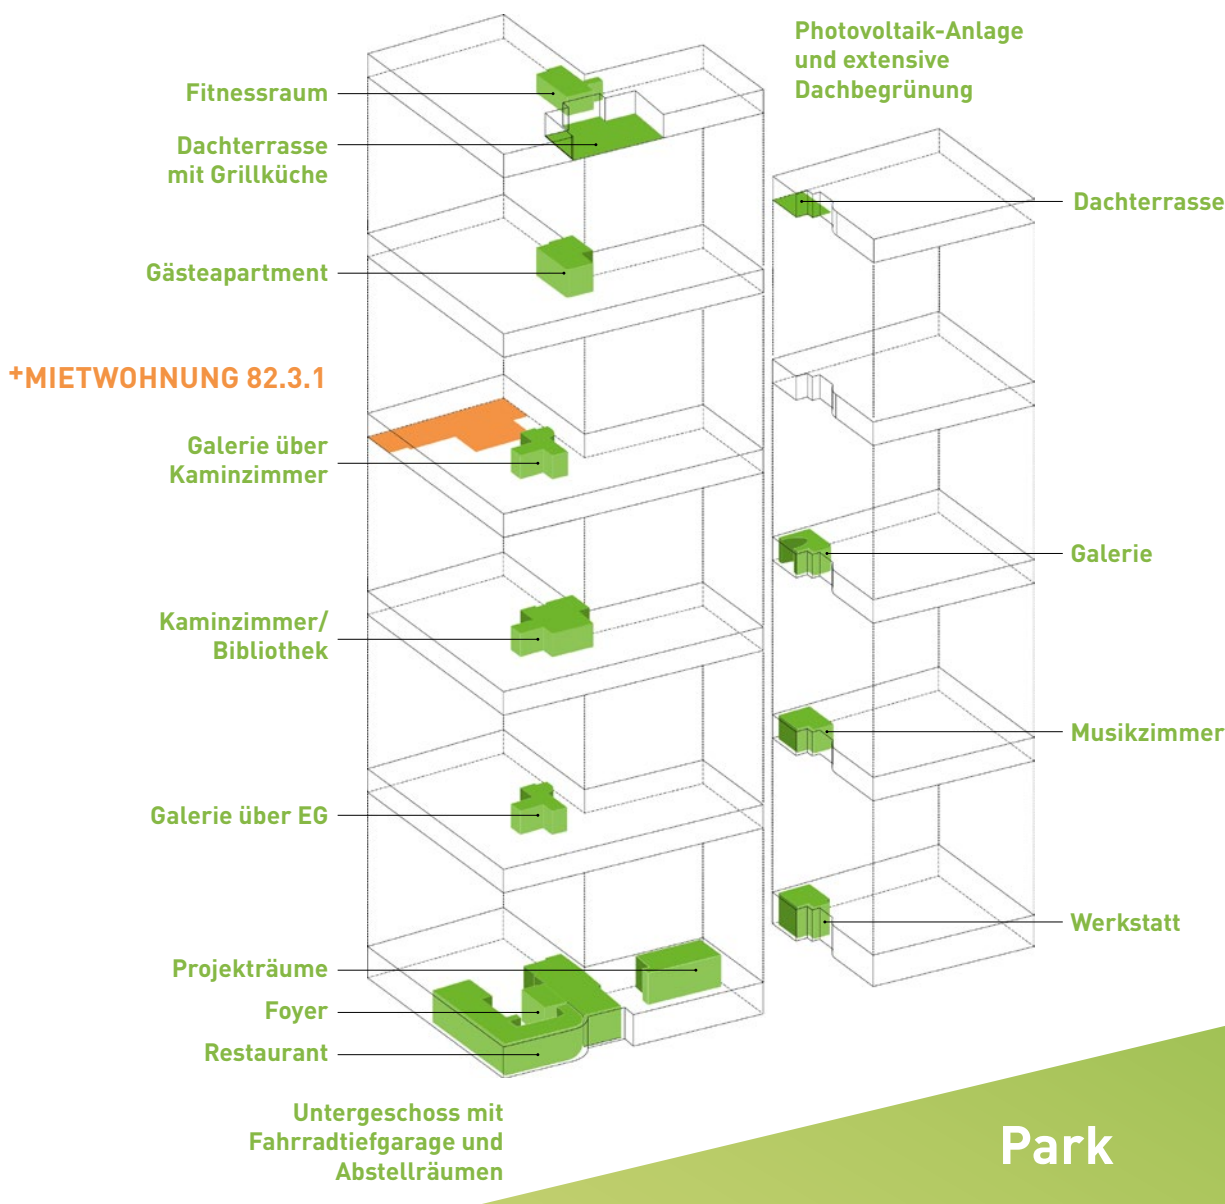 Photovoltaik-Anlage
und extensive
Dachbegrünung
Fitnessraum
Dachterrasse
mit Grillküche
Dachterrasse
Gästeapartment
+MIETWOHNUNG 82.3.1
Galerie über
Kaminzimmer
Galerie
Kaminzimmer/
Bibliothek
Musikzimmer
Galerie über EG
Werkstatt
Projekträume
Foyer
Restaurant
Untergeschoss mit
Fahrradtiefgarage und
Abstellräumen
Park